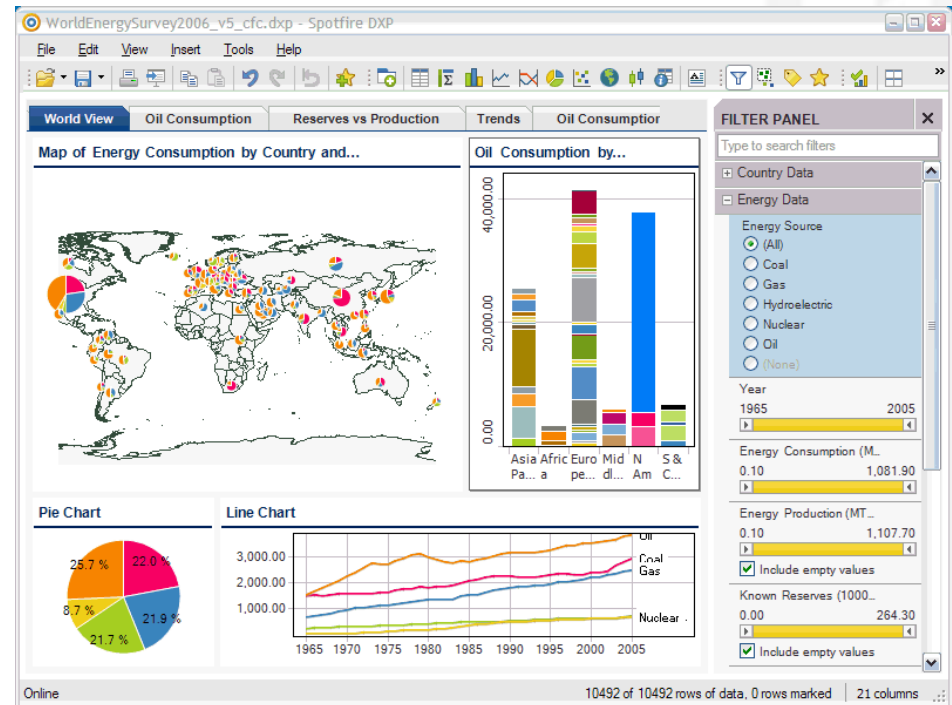 WorldEnergySurvey2006_v5_cfc.dxp - Spotfire DXP
File Edit View Insert Tools Help
World View Oil Consumption Reserves vs Production Trends Oil Consumptior
Map of Energy Consumption by Country and...
Oil Consumption by...
40,000.00
20,000.00
0.00
Asia Afric Euro Mid N S &
Pa... a pe... dl... Am C...
Pie Chart
25.7 % 22.0 %
8.7 % 21.9 %
21.7 %
Line Chart
3,000.00
2,000.00
1,000.00
Oil
Coal
Gas
Nuclear .
1965 1970 1975 1980 1985 1990 1995 2000 2005
FILTER PANEL
Type to search filters
Country Data
Energy Data
Energy Source
(All)
Coal
Gas
Hydroelectric
Nuclear
Oil
(None)
Year
1965 2005
Energy Consumption (M...
0.10 1,081.90
Energy Production (MT...
0.10 1,107.70
Include empty values
Known Reserves (1000...
0.00 264.30
Include empty values
Online 10492 of 10492 rows of data, 0 rows marked 21 columns